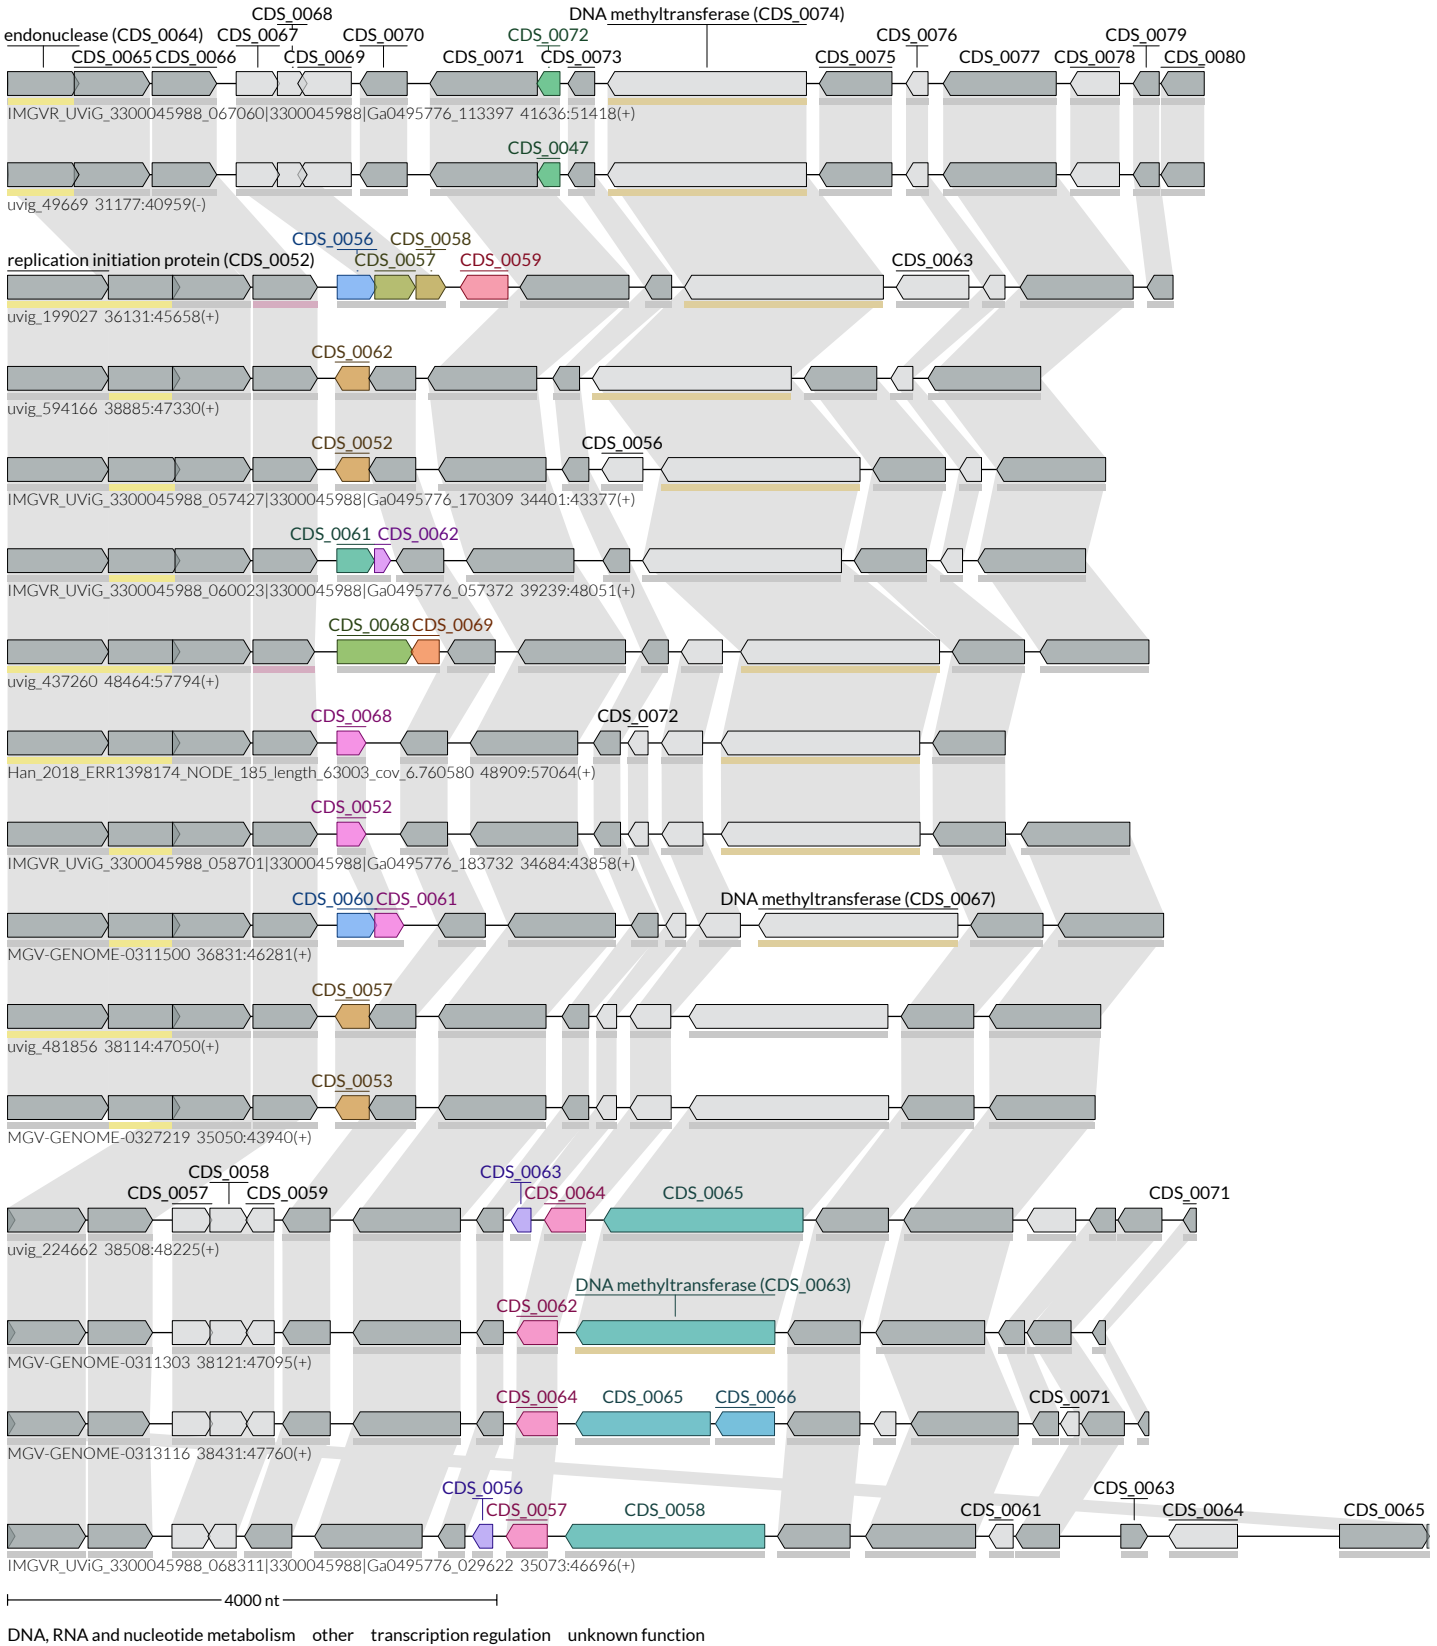 CDS_0068 DNA methyltransferase (CDS_0074)
endonuclease (CDS_0064) CDS_0067 CDS_0070 CDS_0072 CDS_0076 CDS_0079
CDS_0065 CDS_0066 CDS_0069 CDS_0071 CDS_0073 CDS_0075 CDS_0077 CDS_0078 CDS_0080
IMGVR_UViG_3300045988_067060|3300045988|Ga0495776_113397 41636:51418(+)
CDS_0047
uvig_49669 31177:40959(-)
CDS_0056 CDS_0058
replication initiation protein (CDS_0052) CDS_0057 CDS_0059 CDS_0063
uvig_199027 36131:45658(+)
CDS_0062
uvig_594166 38885:47330(+)
CDS_0052 CDS_0056
IMGVR_UViG_3300045988_057427|3300045988|Ga0495776_170309 34401:43377(+)
CDS_0061 CDS_0062
IMGVR_UViG_3300045988_060023|3300045988|Ga0495776_057372 39239:48051(+)
CDS_0068 CDS_0069
uvig_437260 48464:57794(+)
CDS_0068 CDS_0072
Han_2018_ERR1398174_NODE_185_length_63003_cov_6.760580 48909:57064(+)
CDS_0052
IMGVR_UViG_3300045988_058701|3300045988|Ga0495776_183732 34684:43858(+)
CDS_0060 CDS_0061 DNA methyltransferase (CDS_0067)
MGV-GENOME-0311500 36831:46281(+)
CDS_0057
uvig_481856 38114:47050(+)
CDS_0053
MGV-GENOME-0327219 35050:43940(+)
CDS_0058 CDS_0063
CDS_0057 CDS_0059 CDS_0064 CDS_0065 CDS_0071
uvig_224662 38508:48225(+)
DNA methyltransferase (CDS_0063)
CDS_0062
MGV-GENOME-0311303 38121:47095(+)
CDS_0064 CDS_0065 CDS_0066 CDS_0071
MGV-GENOME-0313116 38431:47760(+)
CDS_0056 CDS_0063
CDS_0057 CDS_0058 CDS_0061 CDS_0064 CDS_0065
IMGVR_UViG_3300045988_068311|3300045988|Ga0495776_029622 35073:46696(+)
4000 nt
DNA, RNA and nucleotide metabolism other transcription regulation unknown function